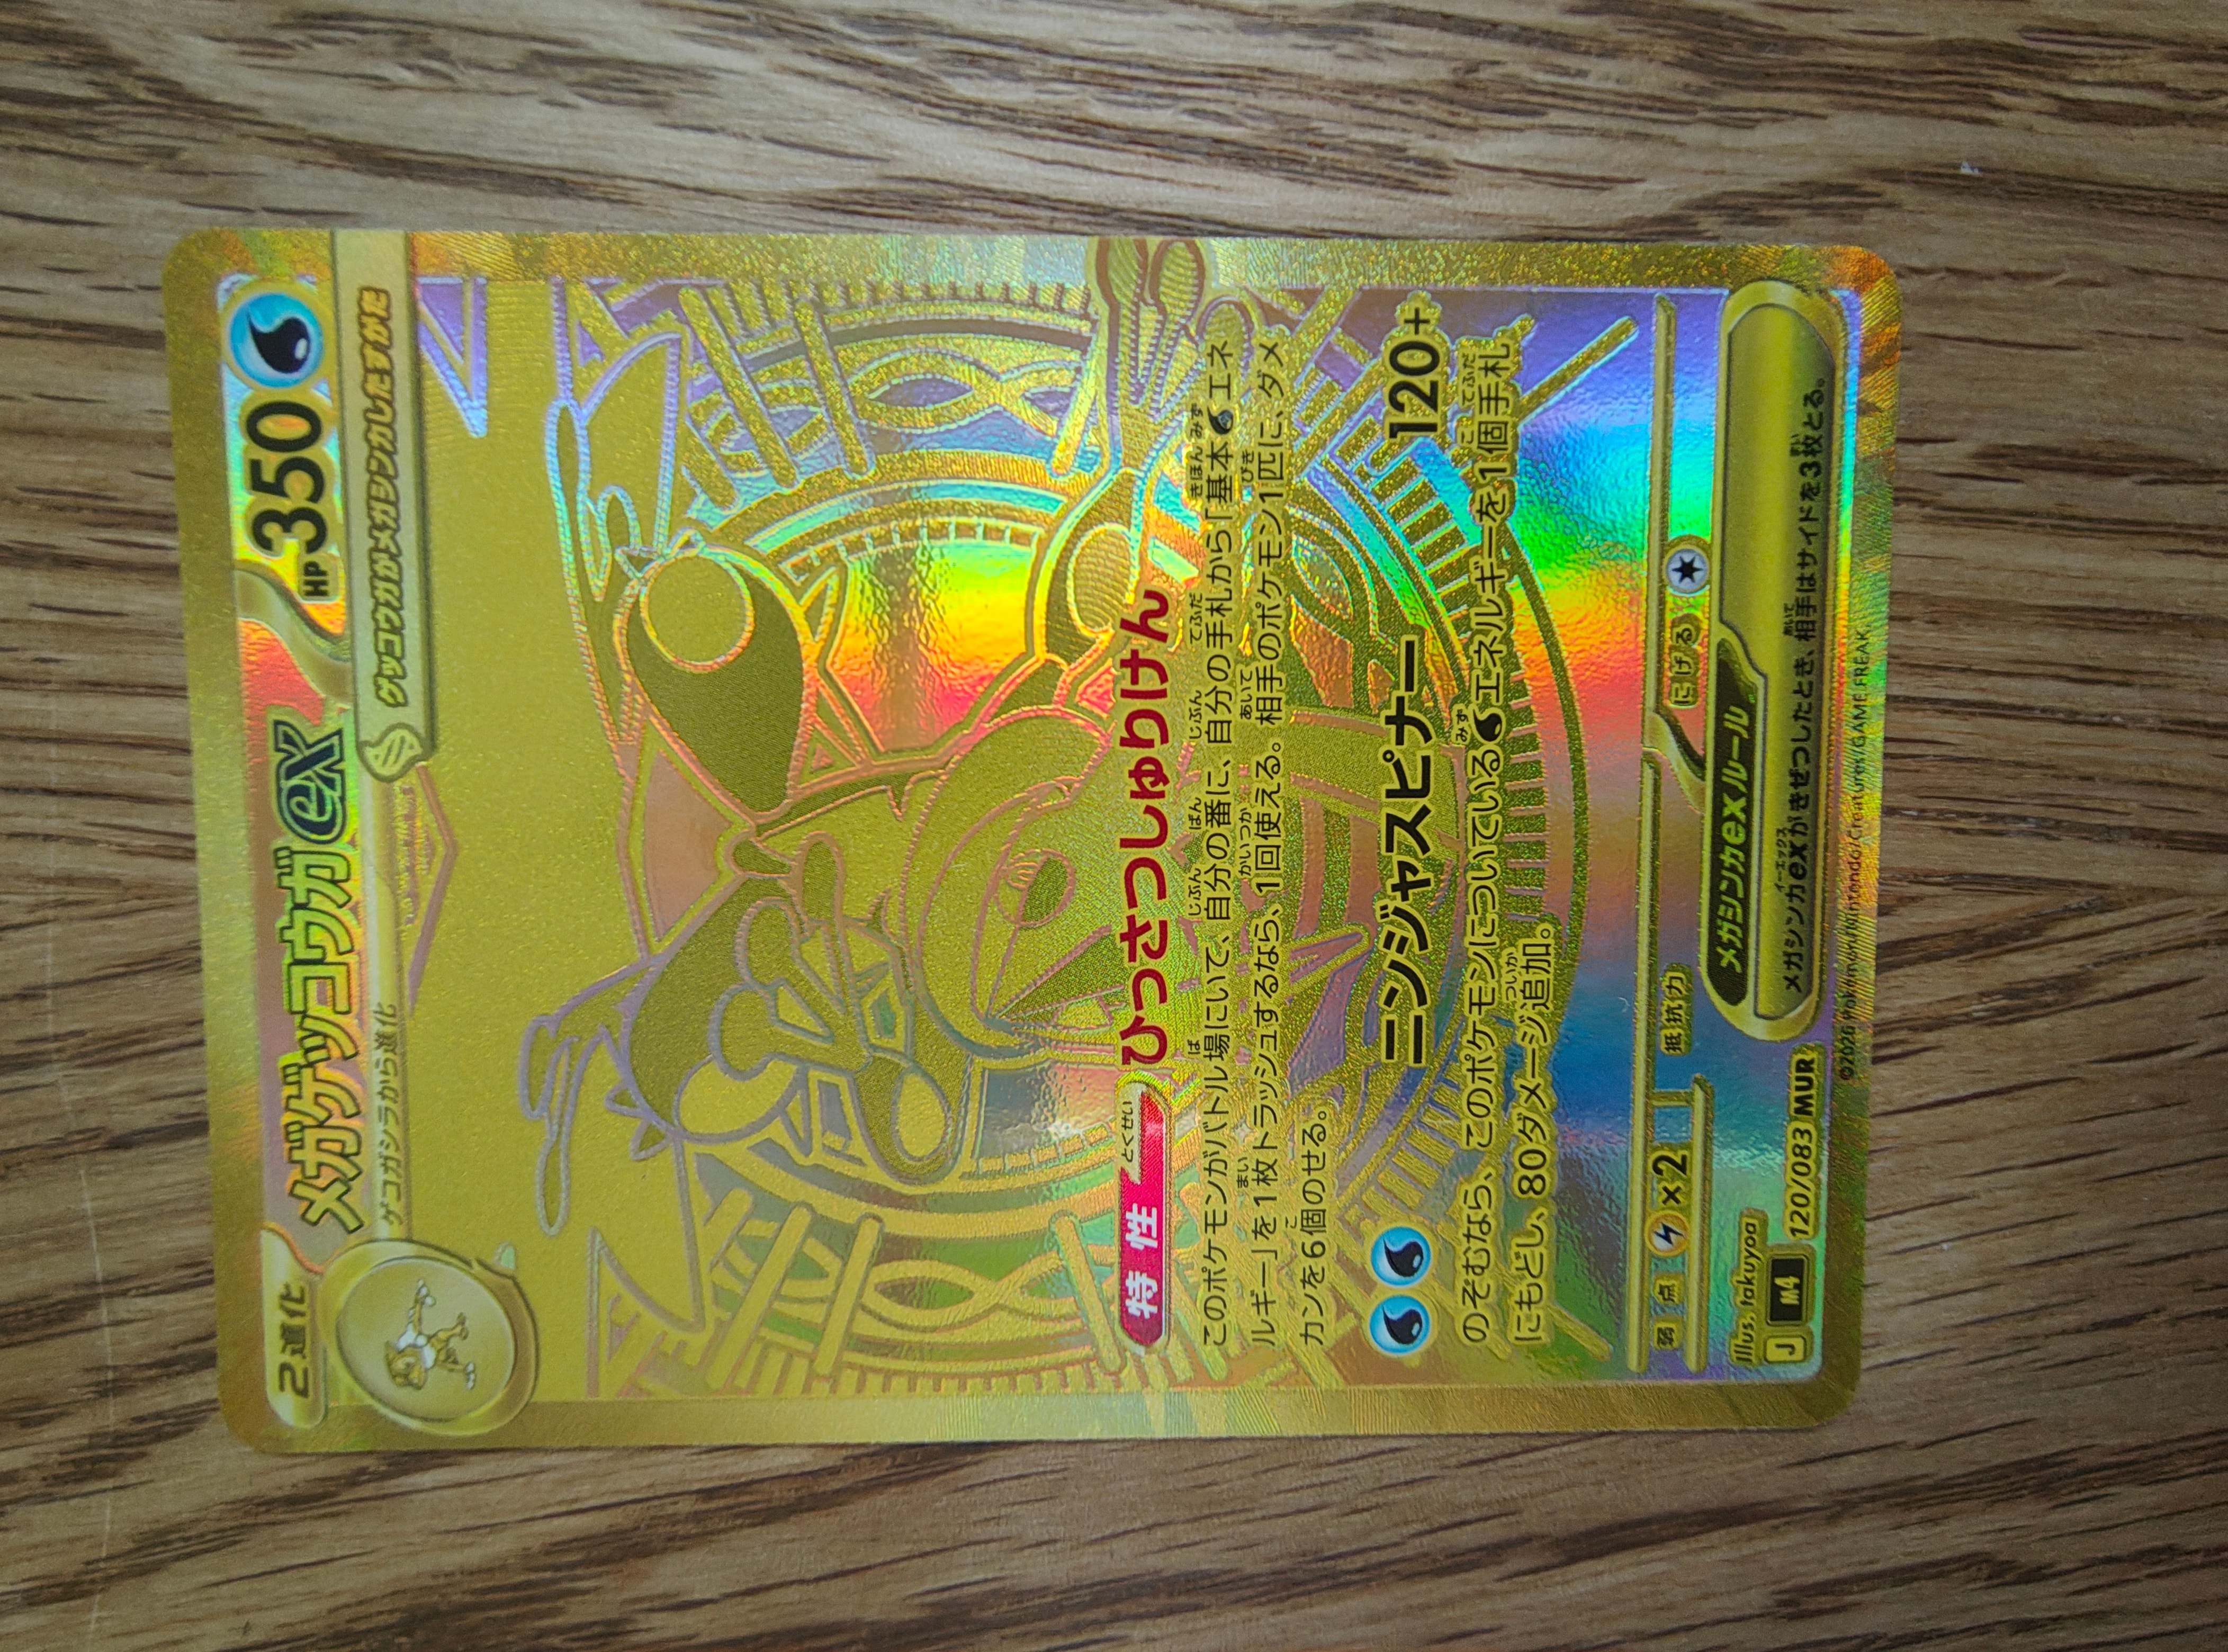 2進化
メガゲッコウガex
HP350
ゲコガシラから進化
ゲッコウガがメガシンカしたすがた
特性 とくせい ひっさつしゅりけん
このポケモンがバトル場にいて、自分の番に、自分の手札から「基本エネ
ルギー」を1枚トラッシュするなら、1回使える。相手のポケモン1匹に、ダメ
カンを6個のせる。
ニンジャスピナー 120+
のぞむなら、このポケモンについているエネルギーを1個手札
にもどし、80ダメージ追加。
弱点 ×2 抵抗力 にげる
メガシンカexルール
メガシンカexがきぜつしたとき、相手はサイドを3枚とる。
Illus. takuyoa
J m4 120/083 MUR
©2026 Pokémon/Nintendo/Creatures/GAME FREAK